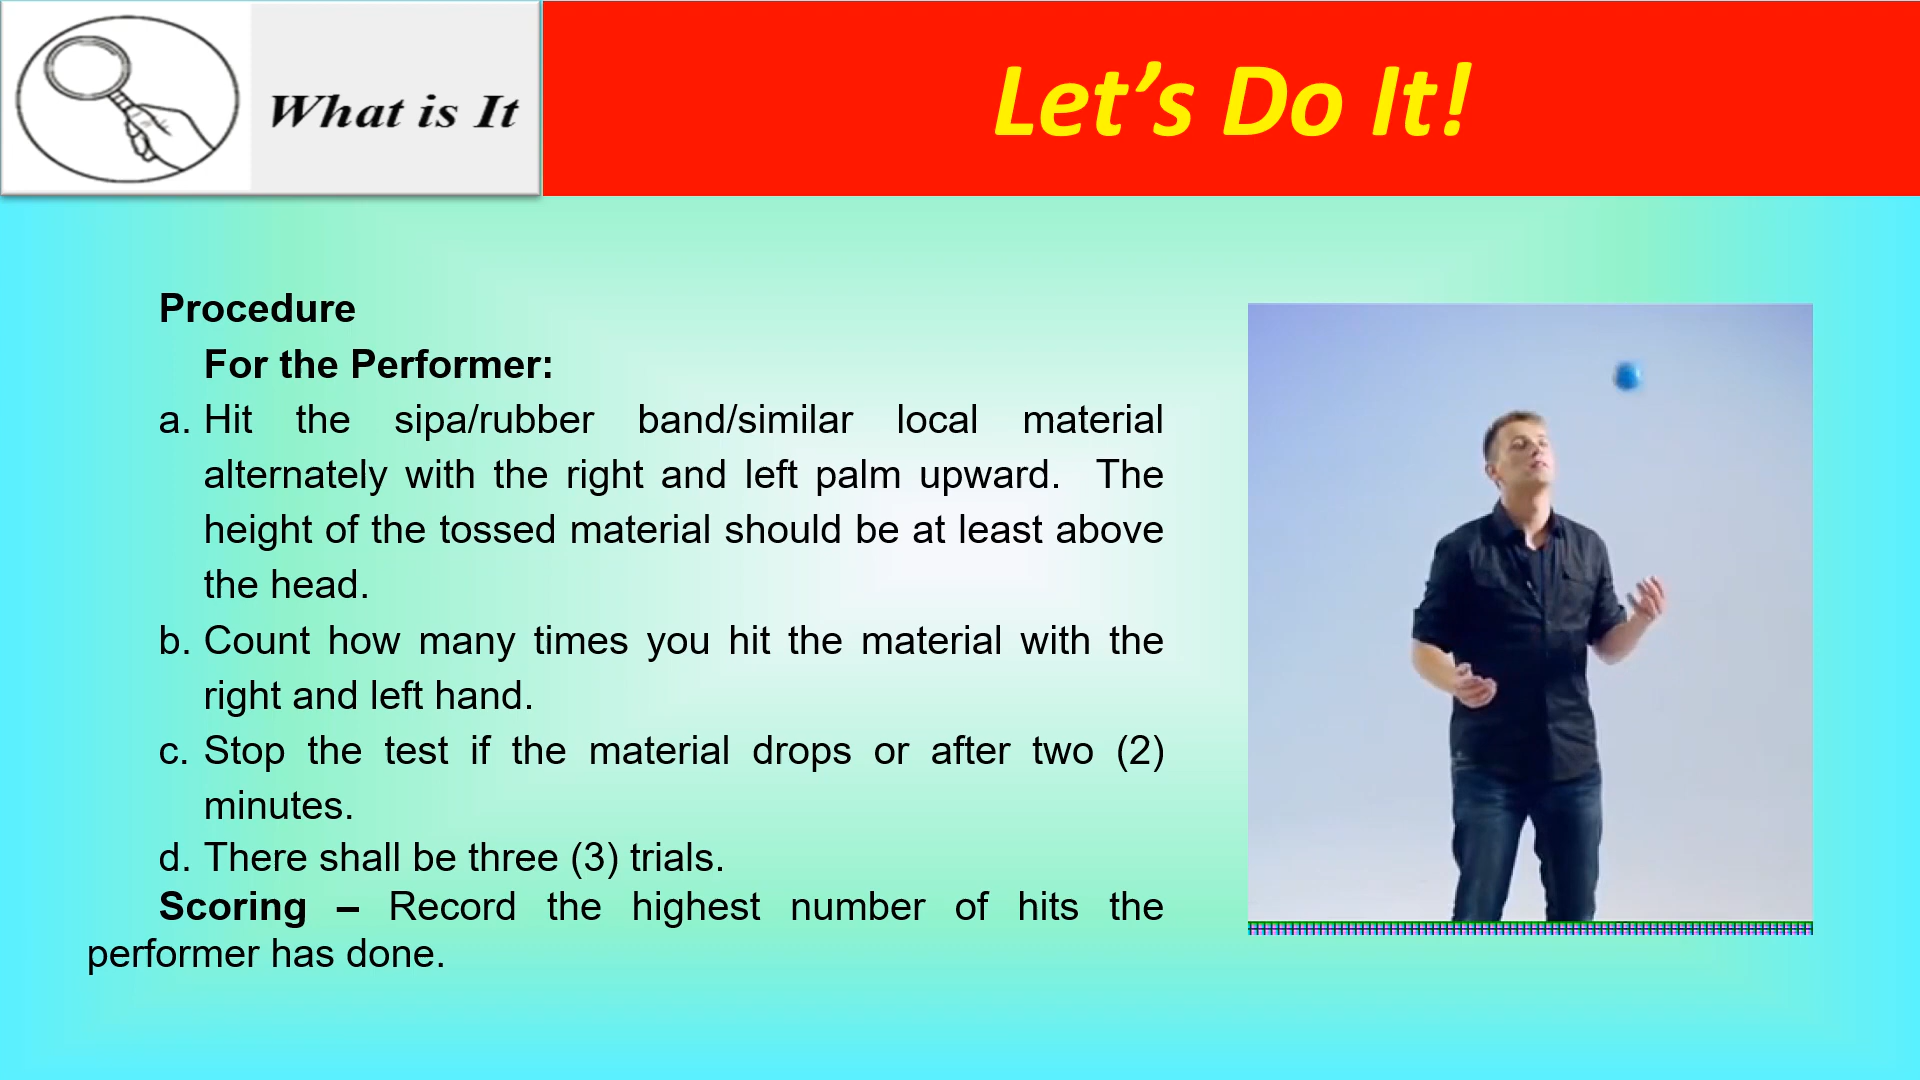 What is It
Let's Do It!
Procedure
For the Performer:
a. Hit the sipa/rubber band/similar local material
alternately with the right and left palm upward. The
height of the tossed material should be at least above
the head.
b. Count how many times you hit the material with the
right and left hand.
c. Stop the test if the material drops or after two (2)
minutes.
d. There shall be three (3) trials.
Scoring – Record the highest number of hits the
performer has done.